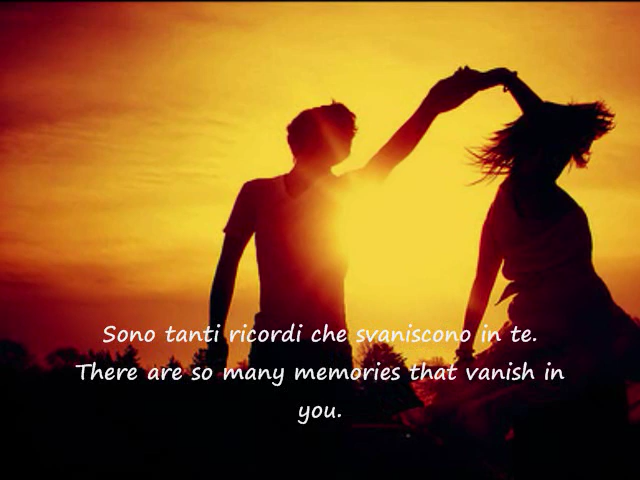 Sono tanti ricordi che svaniscono in te.
There are so many memories that vanish in
you.